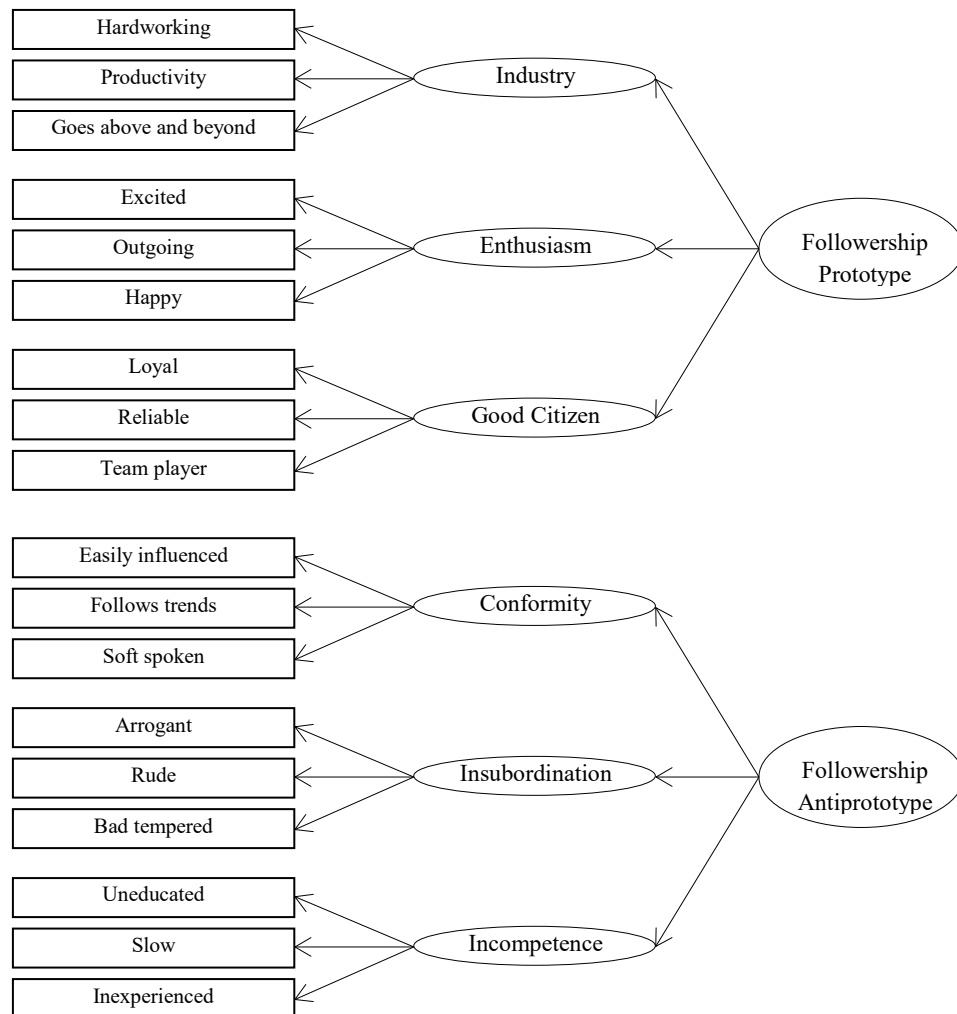 Hardworking
Productivity
Goes above and beyond
Industry
Excited
Outgoing
Happy
Enthusiasm
Loyal
Reliable
Team player
Good Citizen
Followership
Prototype
Easily influenced
Follows trends
Soft spoken
Conformity
Arrogant
Rude
Bad tempered
Insubordination
Uneducated
Slow
Inexperienced
Incompetence
Followership
Antiprototype